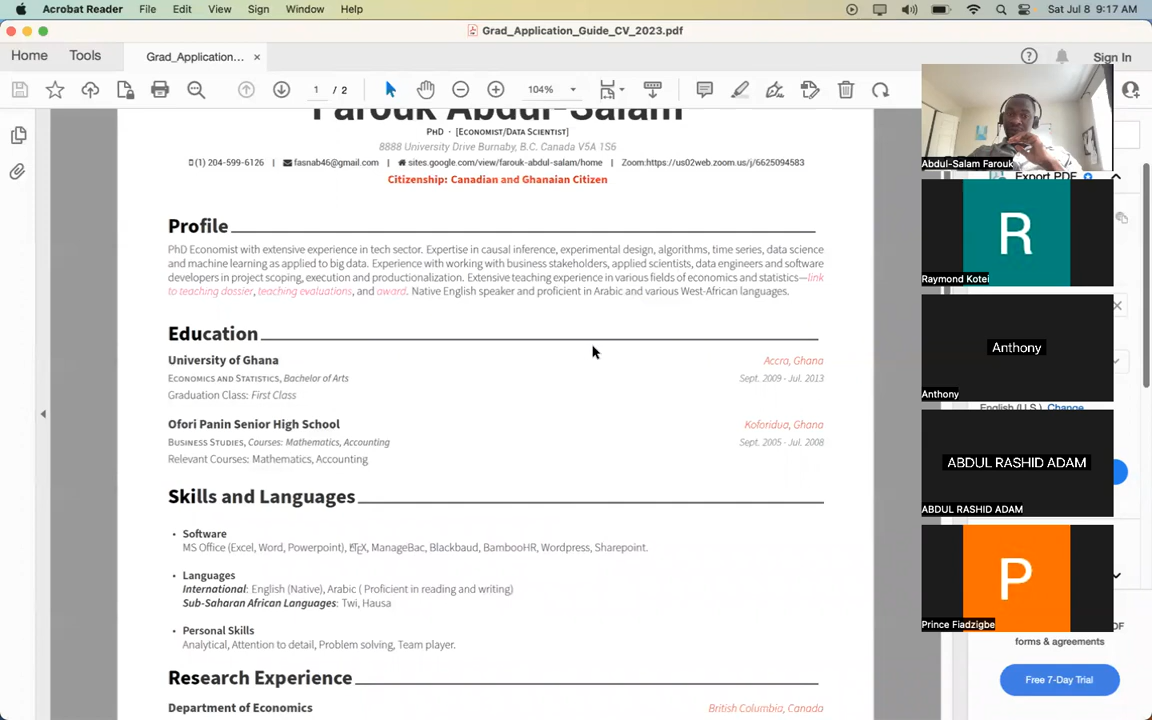 Acrobat Reader File Edit View Sign Window Help Sat Jul 8 9:17 AM
Grad_Application_Guide_CV_2023.pdf
Home Tools Grad_Application... × Sign In
1 / 2 104%
Farouk Abdul-Salam
PhD · [Economist/Data Scientist]
8888 University Drive Burnaby, B.C. Canada V5A 1S6
(1) 204-599-6126 | fasnab46@gmail.com | sites.google.com/view/farouk-abdul-salam/home | Zoom:https://us02web.zoom.us/j/6625094583
Citizenship: Canadian and Ghanaian Citizen
Profile
PhD Economist with extensive experience in tech sector. Expertise in causal inference, experimental design, algorithms, time series, data science
and machine learning as applied to big data. Experience with working with business stakeholders, applied scientists, data engineers and software
developers in project scoping, execution and productionalization. Extensive teaching experience in various fields of economics and statistics—link
to teaching dossier, teaching evaluations, and award. Native English speaker and proficient in Arabic and various West-African languages.
Education
University of Ghana Accra, Ghana
Economics and Statistics, Bachelor of Arts Sept. 2009 - Jul. 2013
Graduation Class: First Class
Ofori Panin Senior High School Koforidua, Ghana
Business Studies, Courses: Mathematics, Accounting Sept. 2005 - Jul. 2008
Relevant Courses: Mathematics, Accounting
Skills and Languages
• Software
MS Office (Excel, Word, Powerpoint), LATEX, ManageBac, Blackbaud, BambooHR, Wordpress, Sharepoint.
• Languages
International: English (Native), Arabic ( Proficient in reading and writing)
Sub-Saharan African Languages: Twi, Hausa
• Personal Skills
Analytical, Attention to detail, Problem solving, Team player.
Research Experience
Department of Economics British Columbia, Canada
Abdul-Salam Farouk
Export PDF
R
Raymond Kotei
Anthony
Anthony
English (U.S.) Change
ABDUL RASHID ADAM
ABDUL RASHID ADAM
P
Prince Fiadzigbe
forms & agreements
Free 7-Day Trial